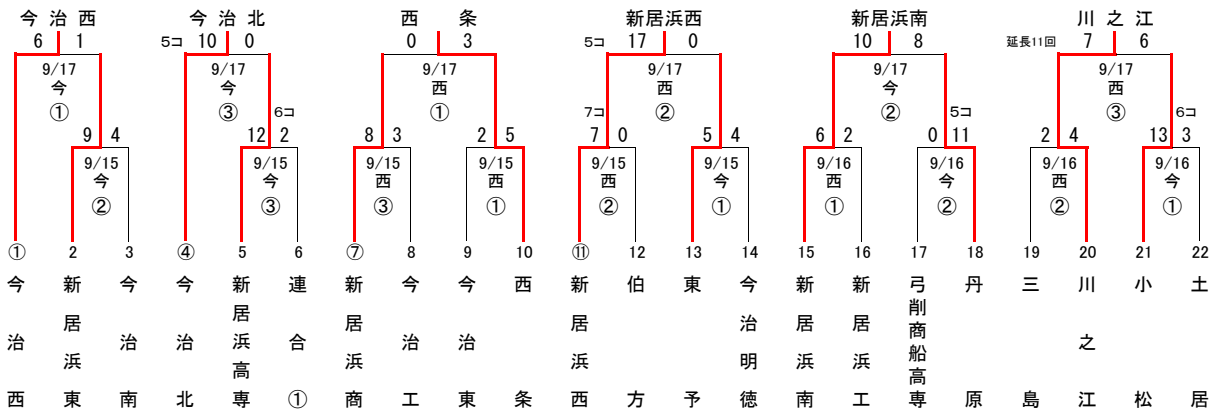 今治西 今治北 西条 新居浜西 新居浜南 川之江
6 1 5コ 10 0 0 3 5コ 17 0 10 8 延長11回 7 6
9/17 9/17 9/17 9/17 9/17 9/17
今 今 西 西 今 西
① ③ ① ② ② ③
6コ 7コ 5コ 6コ
9 4 12 2 8 3 2 5 7 0 5 4 6 2 0 11 2 4 13 3
9/15 9/15 9/15 9/15 9/15 9/15 9/16 9/16 9/16 9/16
今 今 西 西 西 今 西 今 西 今
② ③ ③ ① ② ① ① ② ② ①
① 2 3 ④ 5 6 ⑦ 8 9 10 ⑪ 12 13 14 15 16 17 18 19 20 21 22
今治西
新居浜東
今治南
今治北
新居浜高専
連合①
新居浜商
今治工
今治東
西条
新居浜西
伯方
東予
今治明徳
新居浜南
新居浜工
弓削商船高専
丹原
三島
川之江
小松
土居